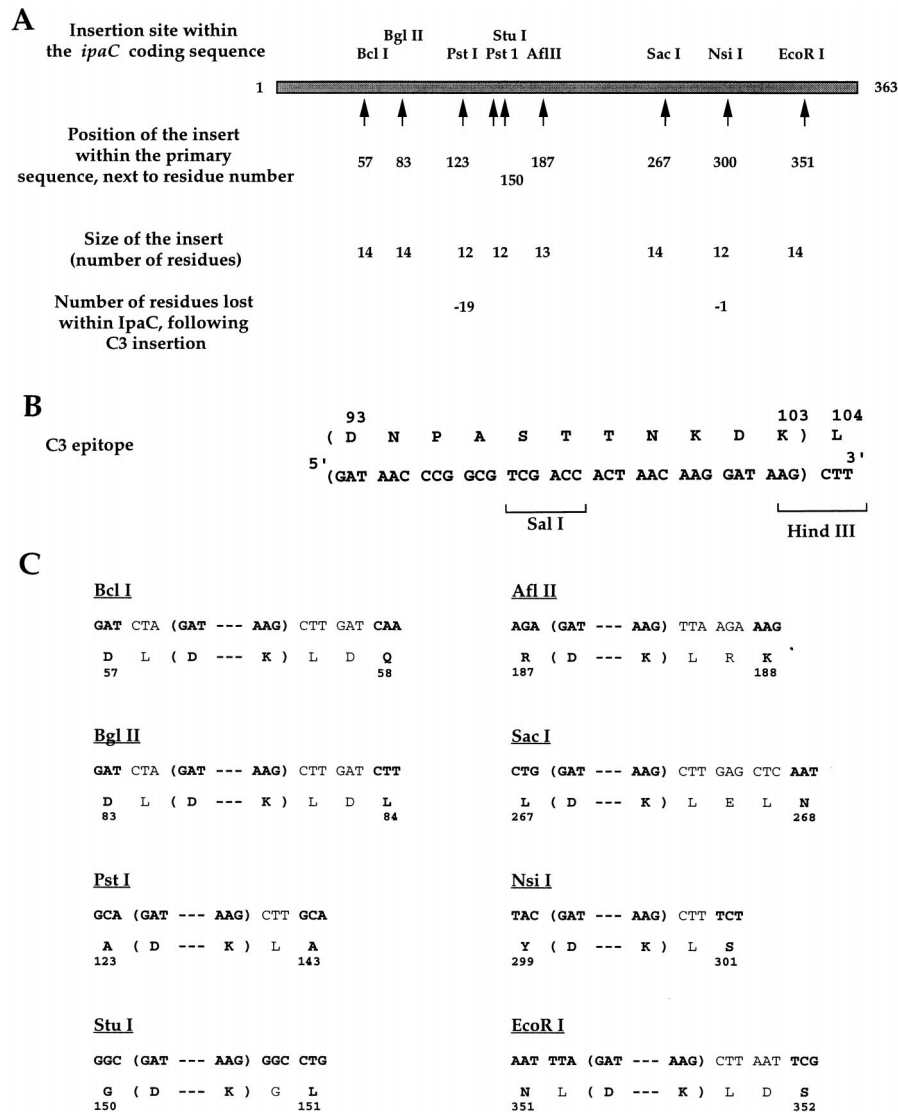 A
Insertion site within
the ipaC coding sequence
Bgl II
Stu I
Bcl I Pst I Pst 1 AflII Sac I Nsi I EcoR I
1 363
Position of the insert
within the primary
sequence, next to residue number
57 83 123 187 267 300 351
150
Size of the insert
(number of residues)
14 14 12 12 13 14 12 14
Number of residues lost
within IpaC, following
C3 insertion
-19 -1
B
C3 epitope
93 103 104
( D N P A S T T N K D K ) L
5' 3'
(GAT AAC CCG GCG TCG ACC ACT AAC AAG GAT AAG) CTT
Sal I
Hind III
C
Bcl I
GAT CTA (GAT --- AAG) CTT GAT CAA
D L ( D --- K ) L D Q
57 58
Afl II
AGA (GAT --- AAG) TTA AGA AAG
R ( D --- K ) L R K
187 188
Bgl II
GAT CTA (GAT --- AAG) CTT GAT CTT
D L ( D --- K ) L D L
83 84
Sac I
CTG (GAT --- AAG) CTT GAG CTC AAT
L ( D --- K ) L E L N
267 268
Pst I
GCA (GAT --- AAG) CTT GCA
A ( D --- K ) L A
123 143
Nsi I
TAC (GAT --- AAG) CTT TCT
Y ( D --- K ) L S
299 301
Stu I
GGC (GAT --- AAG) GGC CTG
G ( D --- K ) G L
150 151
EcoR I
AAT TTA (GAT --- AAG) CTT AAT TCG
N L ( D --- K ) L D S
351 352